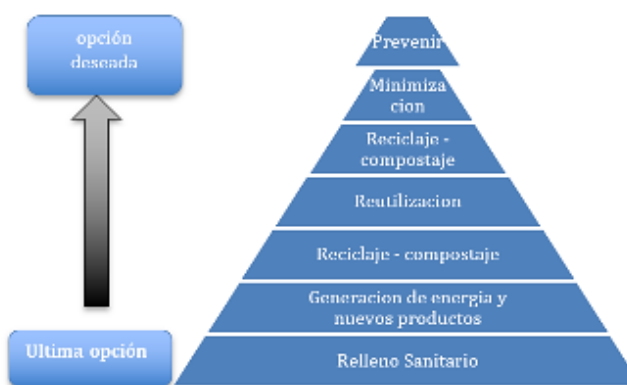 opción
deseada
Prevenir
Minimiza
cion
Reciclaje -
compostaje
Reutilizacion
Reciclaje - compostaje
Generacion de energia y
nuevos productos
Ultima opción
Relleno Sanitario